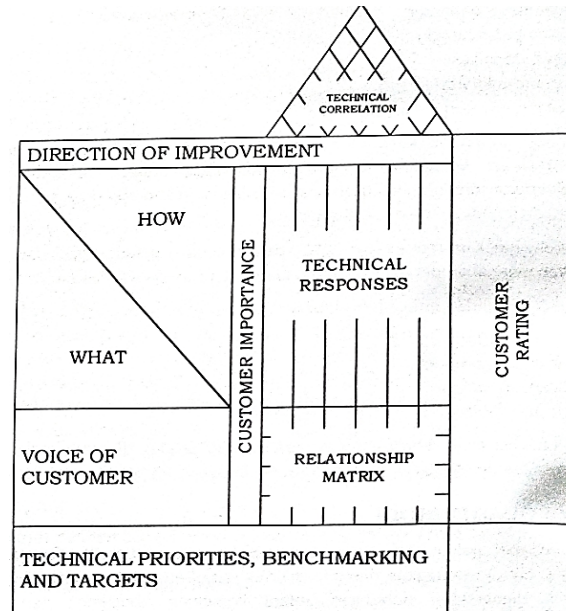 TECHNICAL
CORRELATION
DIRECTION OF IMPROVEMENT
HOW
WHAT
CUSTOMER IMPORTANCE
TECHNICAL
RESPONSES
CUSTOMER
RATING
VOICE OF
CUSTOMER
RELATIONSHIP
MATRIX
TECHNICAL PRIORITIES, BENCHMARKING
AND TARGETS